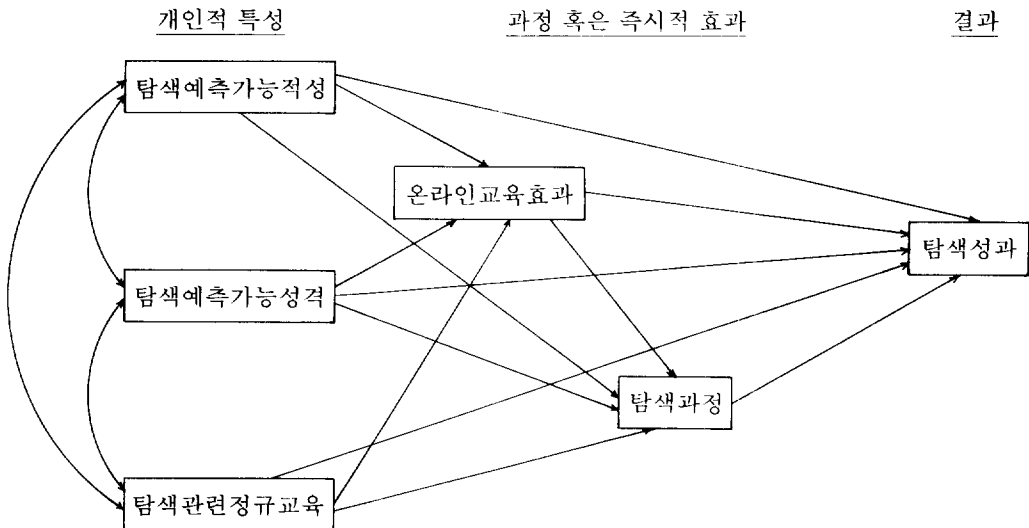 개인적 특성
과정 혹은 즉시적 효과
결과
탐색예측가능적성
온라인교육효과
탐색성과
탐색예측가능성격
탐색과정
탐색관련정규교육